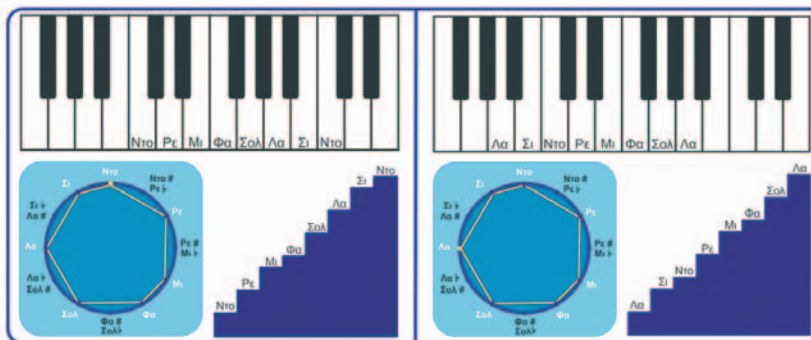 Ντο Ρε Μι Φα Σολ Λα Σι Ντο
Ντο
Ντο #
Ρε ♭
Ρε
Ρε #
Μι ♭
Μι
Φα
Φα #
Σολ♭
Σολ
Λα ♭
Σολ #
Λα
Σι ♭
Λα #
Σι
Ντο
Ρε
Μι
Φα
Σολ
Λα
Σι
Ντο
Λα Σι Ντο Ρε Μι Φα Σολ Λα
Ντο
Ντο #
Ρε ♭
Ρε
Ρε #
Μι ♭
Μι
Φα
Φα #
Σολ♭
Σολ
Λα ♭
Σολ #
Λα
Σι ♭
Λα #
Σι
Λα
Σι
Ντο
Ρε
Μι
Φα
Σολ
Λα